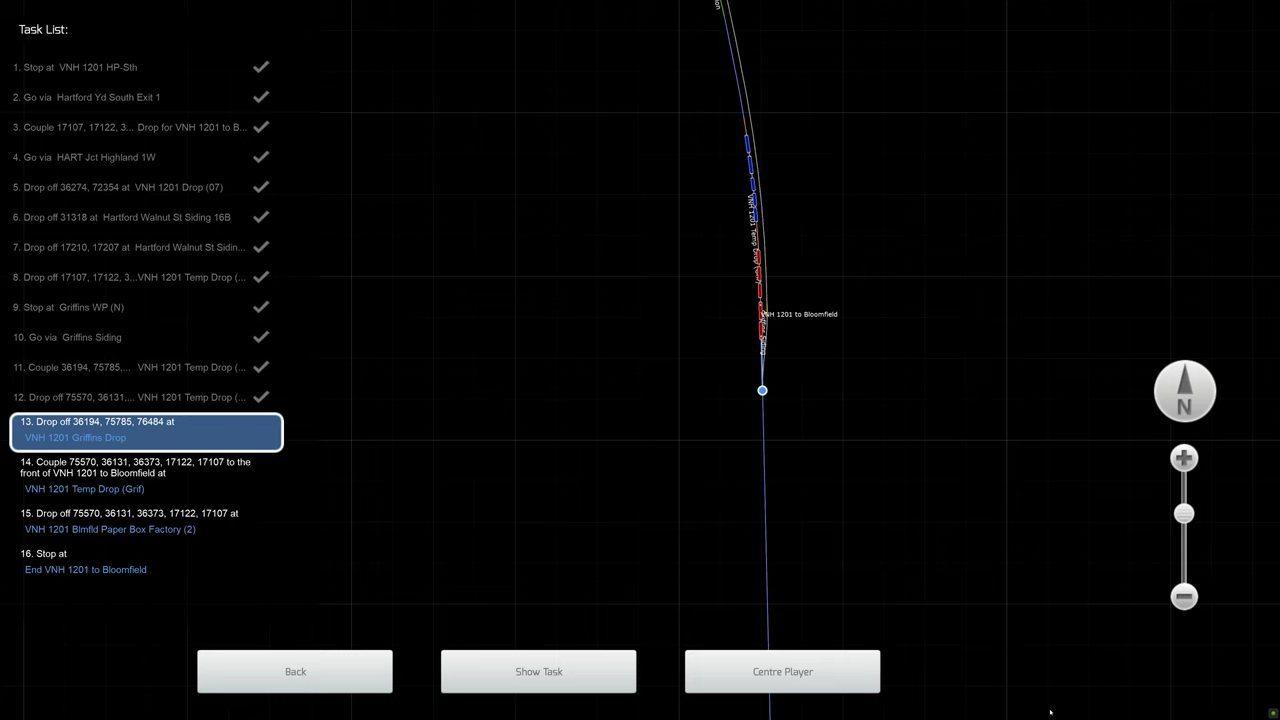 Task List:
1. Stop at VNH 1201 HP-Sth
2. Go via Hartford Yd South Exit 1
3. Couple 17107, 17122, 3... Drop for VNH 1201 to B...
4. Go via HART Jct Highland 1W
5. Drop off 36274, 72354 at VNH 1201 Drop (07)
6. Drop off 31318 at Hartford Walnut St Siding 16B
7. Drop off 17210, 17207 at Hartford Walnut St Sidin...
8. Drop off 17107, 17122, 3...VNH 1201 Temp Drop (...
9. Stop at Griffins WP (N)
10. Go via Griffins Siding
11. Couple 36194, 75785,... VNH 1201 Temp Drop (...
12. Drop off 75570, 36131,... VNH 1201 Temp Drop (...
13. Drop off 36194, 75785, 76484 at
VNH 1201 Griffins Drop
14. Couple 75570, 36131, 36373, 17122, 17107 to the
front of VNH 1201 to Bloomfield at
VNH 1201 Temp Drop (Grif)
15. Drop off 75570, 36131, 36373, 17122, 17107 at
VNH 1201 Blmfld Paper Box Factory (2)
16. Stop at
End VNH 1201 to Bloomfield
VNH 1201 Temp Drop (Grif)
VNH 1201 to Bloomfield
Griffins Siding
N
Back
Show Task
Centre Player